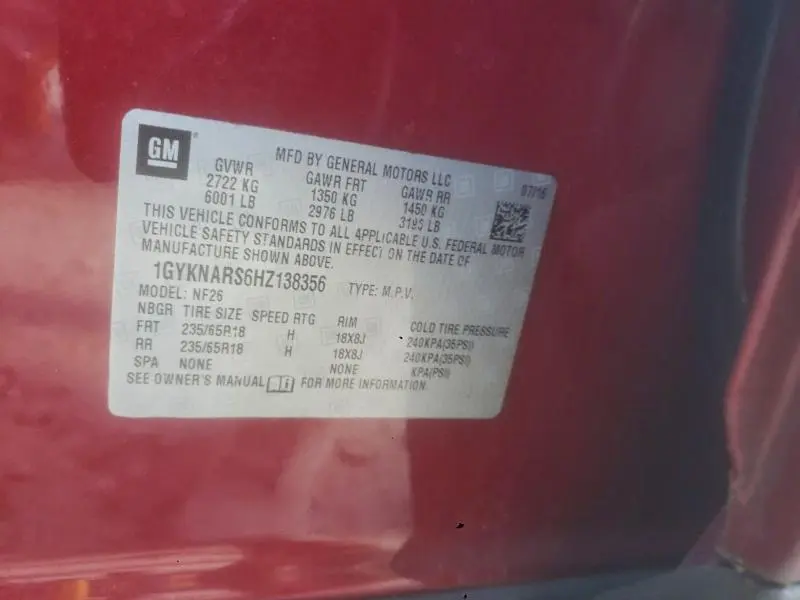 GM
MFD BY GENERAL MOTORS LLC 07/16
GVWR GAWR FRT GAWR RR
2722 KG 1350 KG 1450 KG
6001 LB 2976 LB 3195 LB
THIS VEHICLE CONFORMS TO ALL APPLICABLE U.S. FEDERAL MOTOR
VEHICLE SAFETY STANDARDS IN EFFECT ON THE DATE OF
MANUFACTURE SHOWN ABOVE.
1GYKNARS6HZ138356 TYPE: M.P.V.
MODEL: NF26
NBGR TIRE SIZE SPEED RTG RIM COLD TIRE PRESSURE
FRT 235/65R18 H 18X8J 240KPA(35PSI)
RR 235/65R18 H 18X8J 240KPA(35PSI)
SPA NONE NONE KPA(PSI)
SEE OWNER'S MANUAL FOR MORE INFORMATION.